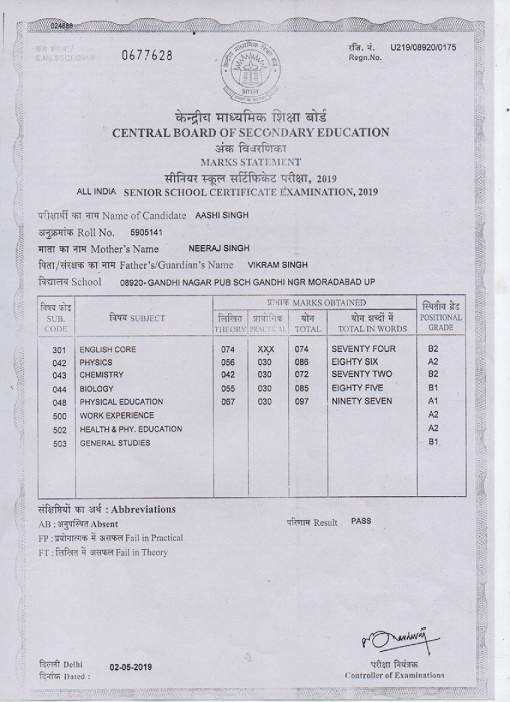 024888
0677628
रजि. नं. U219/08920/0175
Regn.No.
केन्द्रीय माध्यमिक शिक्षा बोर्ड
CENTRAL BOARD OF SECONDARY EDUCATION
अंक विवरणिका
MARKS STATEMENT
सीनियर स्कूल सर्टिफिकेट परीक्षा, 2019
ALL INDIA SENIOR SCHOOL CERTIFICATE EXAMINATION, 2019
परीक्षार्थी का नाम Name of Candidate AASHI SINGH
अनुक्रमांक Roll No. 5905141
माता का नाम Mother's Name NEERAJ SINGH
पिता/संरक्षक का नाम Father's/Guardian's Name VIKRAM SINGH
विद्यालय School 08920-GANDHI NAGAR PUB SCH GANDHI NGR MORADABAD UP
विषय कोड SUB. CODE
विषय SUBJECT
प्राप्तांक MARKS OBTAINED
लिखित THEORY
प्रायोगिक PRACTICAL
योग TOTAL
योग शब्दों में TOTAL IN WORDS
स्थितीय ग्रेड POSITIONAL GRADE
301 ENGLISH CORE 074 XXX 074 SEVENTY FOUR B2
042 PHYSICS 056 030 086 EIGHTY SIX A2
043 CHEMISTRY 042 030 072 SEVENTY TWO B2
044 BIOLOGY 055 030 085 EIGHTY FIVE B1
048 PHYSICAL EDUCATION 067 030 097 NINETY SEVEN A1
500 WORK EXPERIENCE A2
502 HEALTH & PHY. EDUCATION A2
503 GENERAL STUDIES B1
संक्षिप्तियों का अर्थ : Abbreviations
AB : अनुपस्थित Absent परिणाम Result PASS
FP : प्रयोगात्मक में असफल Fail in Practical
FT : लिखित में असफल Fail in Theory
दिल्ली Delhi
दिनांक Dated : 02-05-2019
परीक्षा नियंत्रक
Controller of Examinations